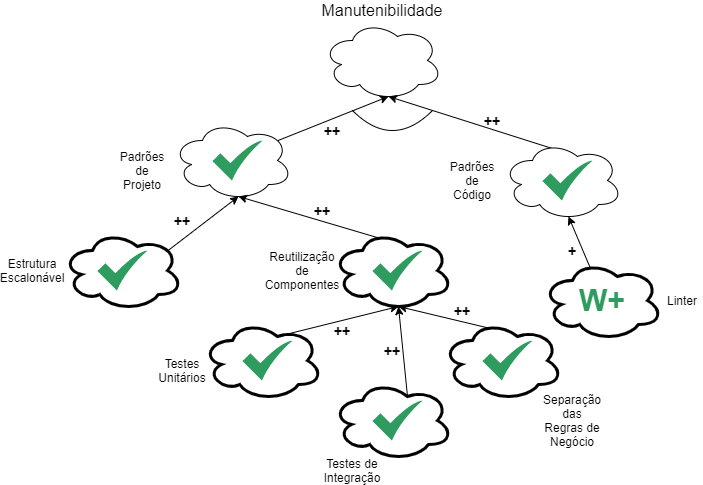 Manutenibilidade
++
++
Padrões
de
Projeto
Padrões
de
Código
++
++
Estrutura
Escalonável
Reutilização
de
Componentes
+
W+
Linter
++
++
++
Testes
Unitários
Separação
das
Regras de
Negócio
Testes de
Integração